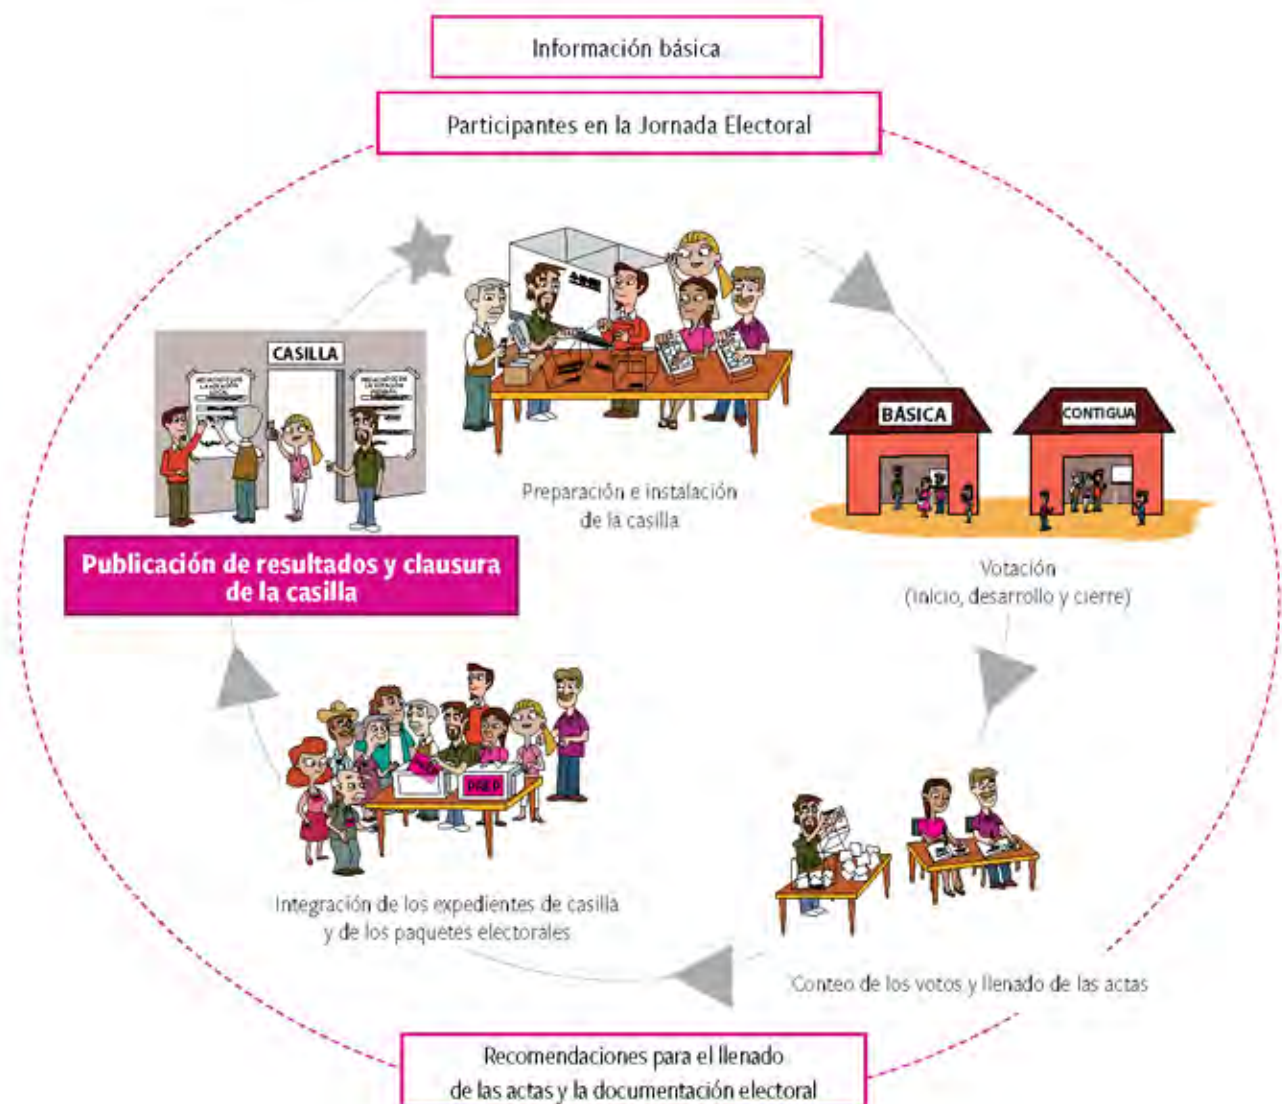 Información básica
Participantes en la Jornada Electoral
CASILLA
Preparación e instalación
de la casilla
BÁSICA
CONTIGUA
Votación
(inicio, desarrollo y cierre)
Publicación de resultados y clausura
de la casilla
PREP
Integración de los expedientes de casilla
y de los paquetes electorales
Conteo de los votos y llenado de las actas
Recomendaciones para el llenado
de las actas y la documentación electoral